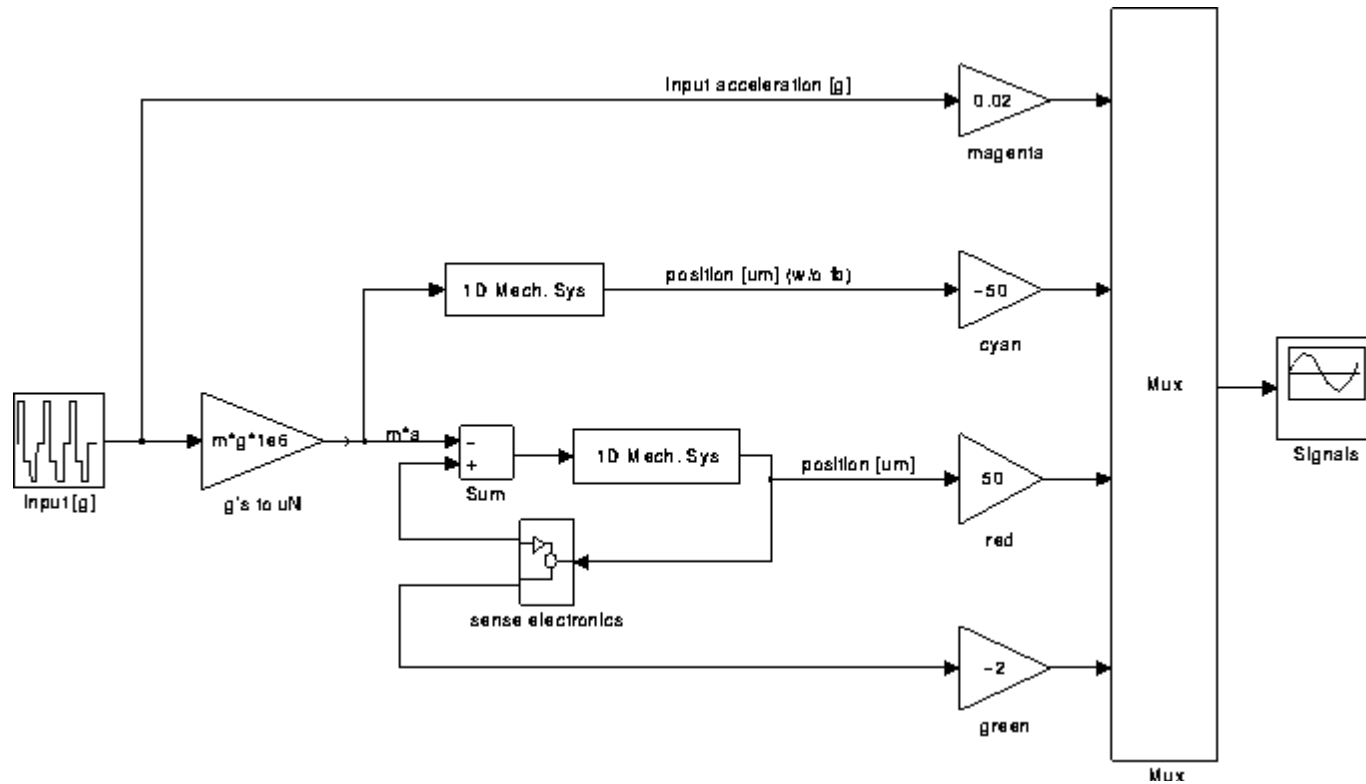 Input acceleration [g]
0.02
magenta
1D Mech. Sys
position [um] (w/o fb)
-50
cyan
Mux
Input[g]
m*g*1e6
g's to uN
m*a
-
+
Sum
1D Mech. Sys
position [um]
50
red
Signals
sense electronics
-2
green
Mux